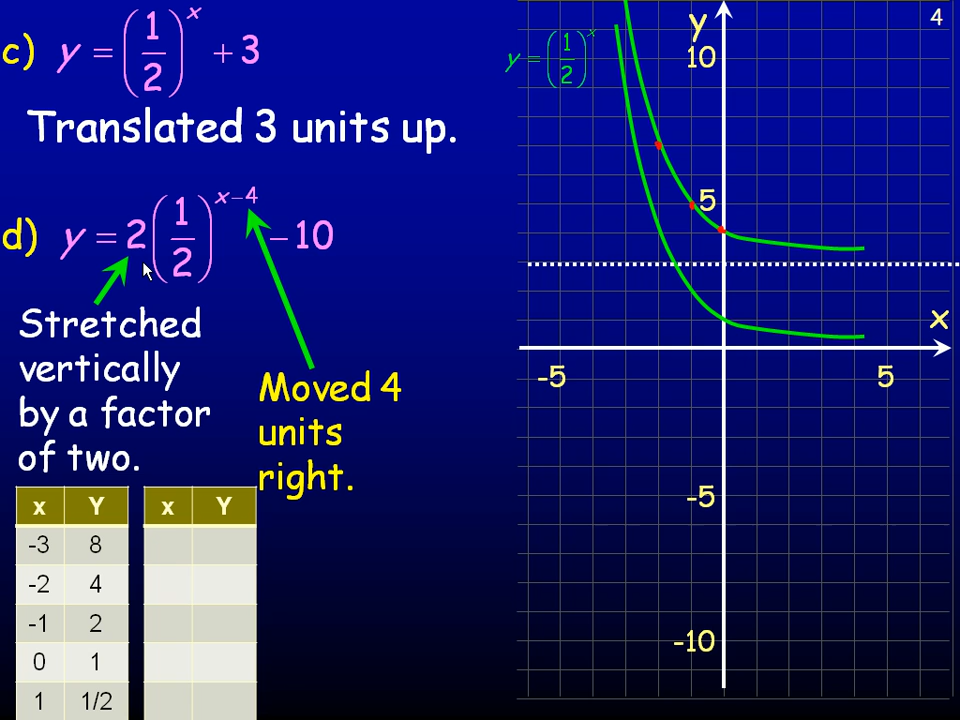 c) y = (1/2)^x + 3
Translated 3 units up.
d) y = 2(1/2)^(x-4) - 10
Stretched
vertically
by a factor
of two.
Moved 4
units
right.
x Y
-3 8
-2 4
-1 2
0 1
1 1/2
x Y
4
y = (1/2)^x
y
10
5
x
-5 5
-5
-10